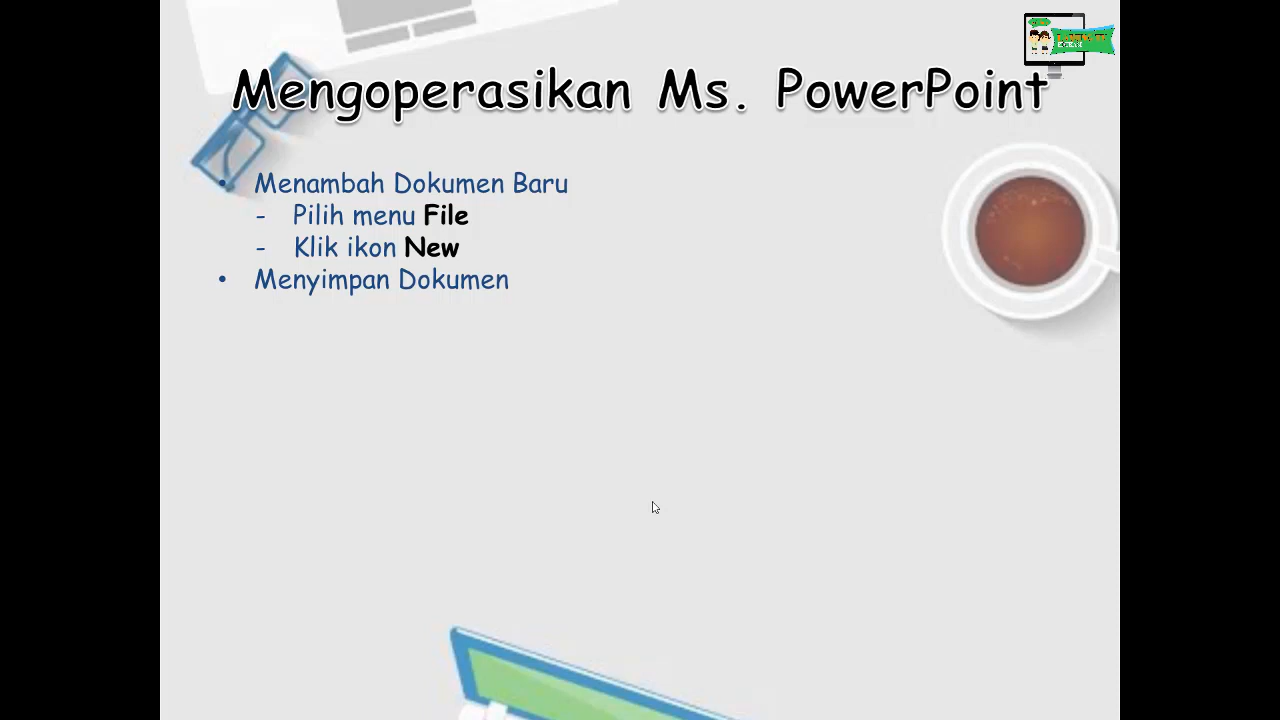 Mengoperasikan Ms. PowerPoint
• Menambah Dokumen Baru
- Pilih menu File
- Klik ikon New
• Menyimpan Dokumen